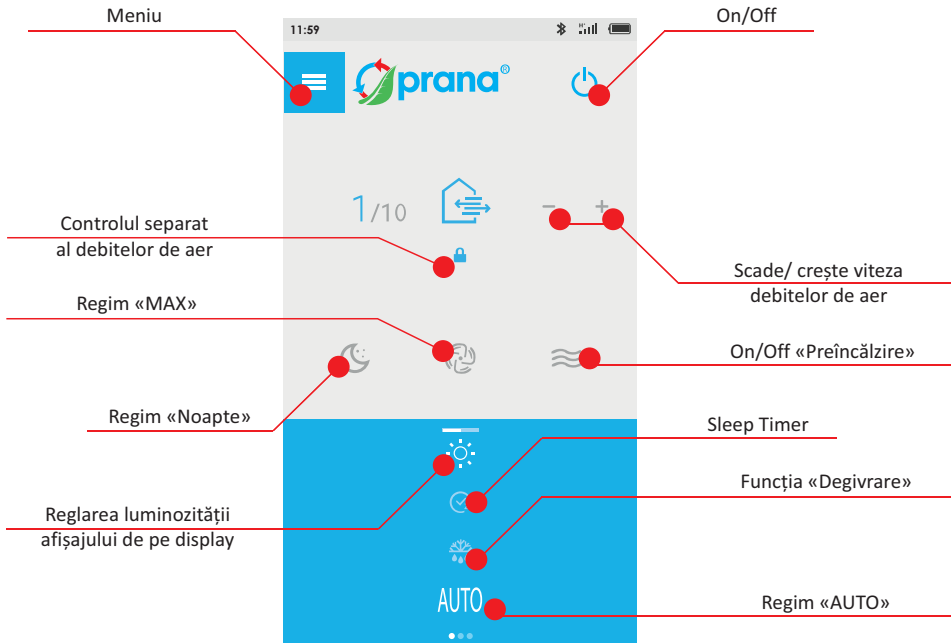 Meniu
On/Off
11:59
prana®
1/10
- +
Controlul separat
al debitelor de aer
Scade/ crește viteza
debitelor de aer
Regim «MAX»
On/Off «Preîncălzire»
Regim «Noapte»
Sleep Timer
Funcția «Degivrare»
Reglarea luminozității
afișajului de pe display
AUTO
Regim «AUTO»